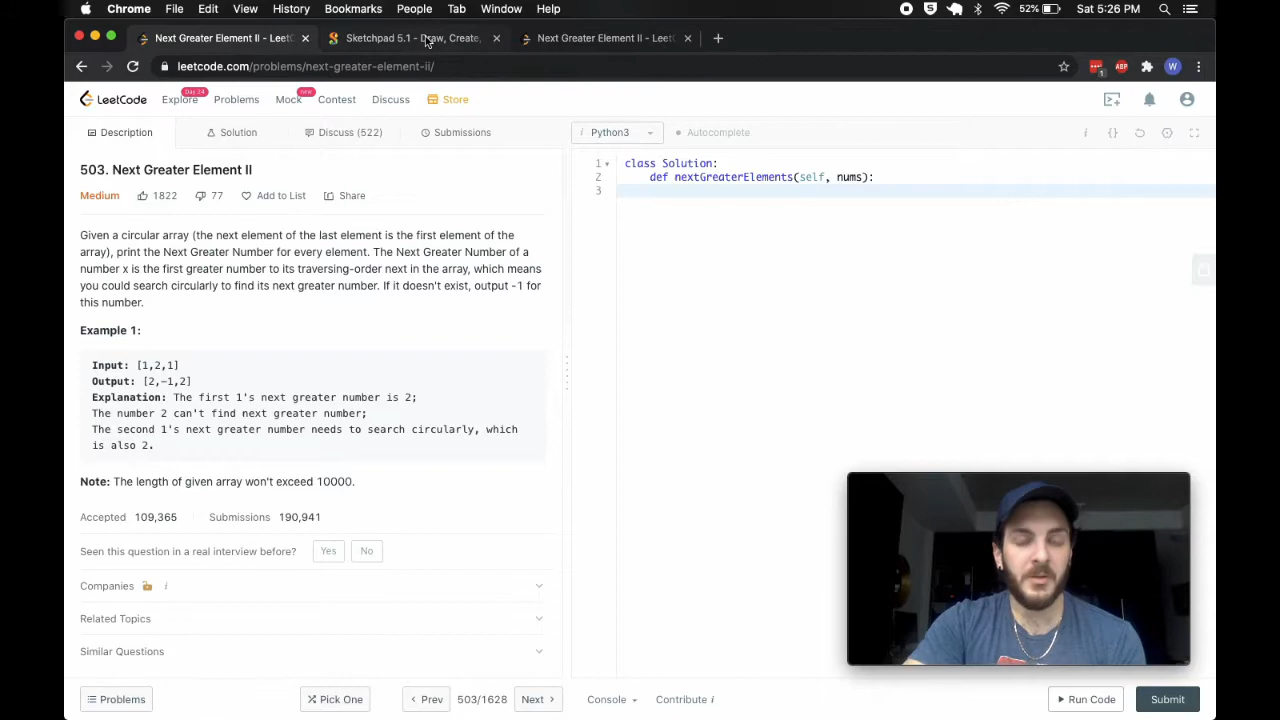 Chrome File Edit View History Bookmarks People Tab Window Help 52% Sat 5:26 PM
Next Greater Element II - LeetC Sketchpad 5.1 - Draw, Create, Next Greater Element II - LeetC
leetcode.com/problems/next-greater-element-ii/
LeetCode Explore Day 24 Problems Mock new Contest Discuss Store
Description Solution Discuss (522) Submissions
i Python3 Autocomplete i {}
503. Next Greater Element II
Medium 1822 77 Add to List Share
Given a circular array (the next element of the last element is the first element of the
array), print the Next Greater Number for every element. The Next Greater Number of a
number x is the first greater number to its traversing-order next in the array, which means
you could search circularly to find its next greater number. If it doesn't exist, output -1 for
this number.
Example 1:
Input: [1,2,1]
Output: [2,-1,2]
Explanation: The first 1's next greater number is 2;
The number 2 can't find next greater number;
The second 1's next greater number needs to search circularly, which
is also 2.
Note: The length of given array won't exceed 10000.
Accepted 109,365 Submissions 190,941
Seen this question in a real interview before? Yes No
Companies i
Related Topics
Similar Questions
1 class Solution:
2 def nextGreaterElements(self, nums):
3
Problems Pick One Prev 503/1628 Next Console Contribute i Run Code Submit